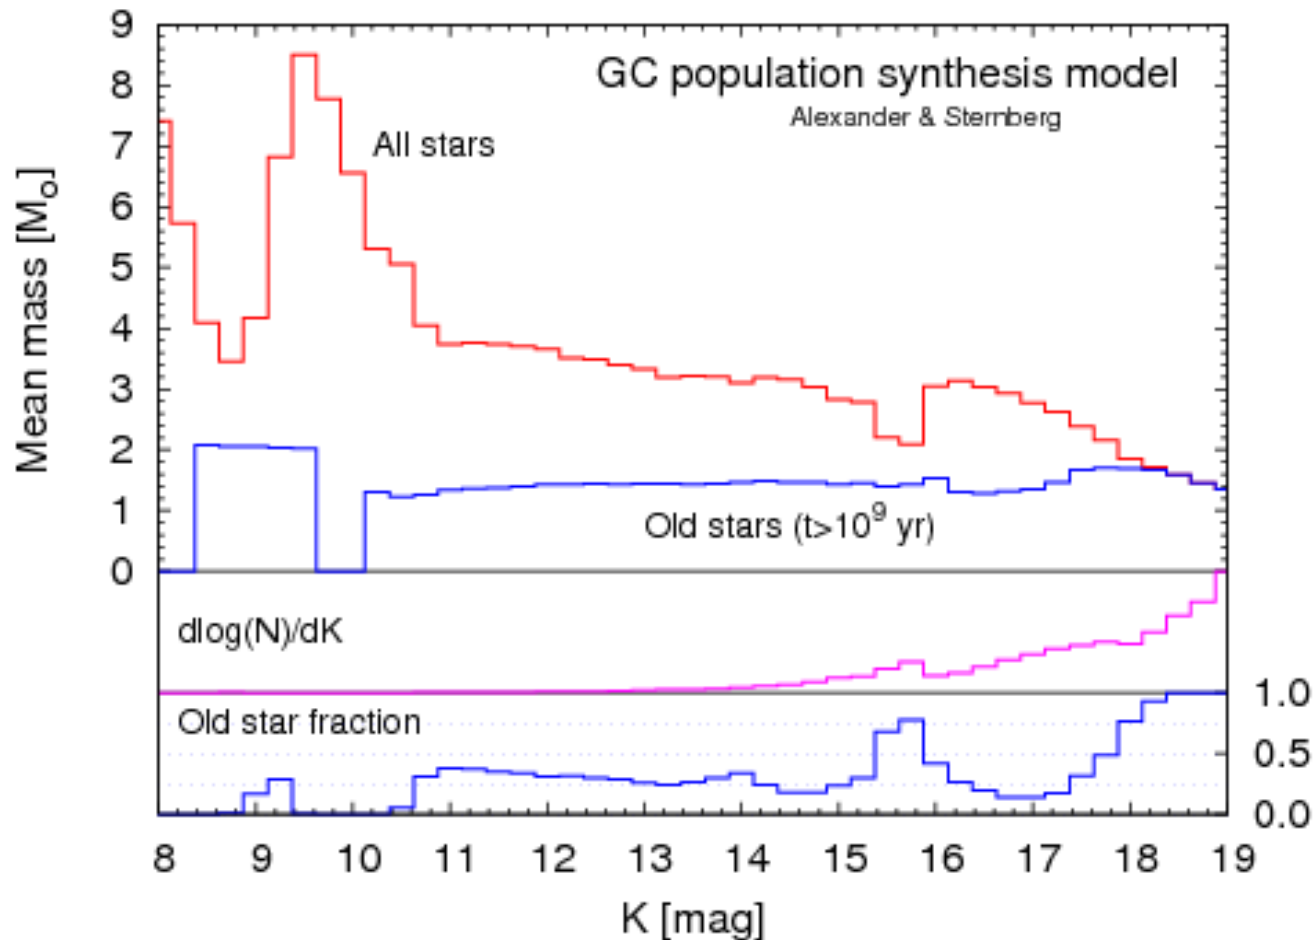 GC population synthesis model
Alexander & Sternberg
All stars
Old stars (t>10⁹ yr)
Mean mass [M₀]
9
8
7
6
5
4
3
2
1
0
dlog(N)/dK
Old star fraction
1.0
0.5
0.0
8 9 10 11 12 13 14 15 16 17 18 19
K [mag]